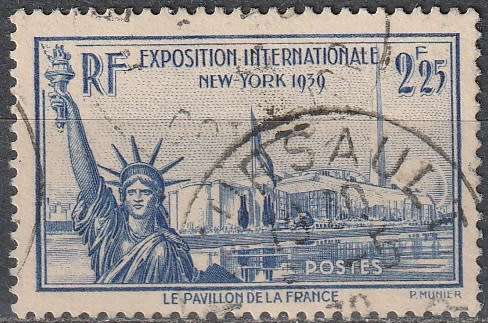 EXPOSITION INTERNATIONALE
NEW-YORK 1939
RF
2F25
POSTES
LE PAVILLON DE LA FRANCE
P. MUNIER